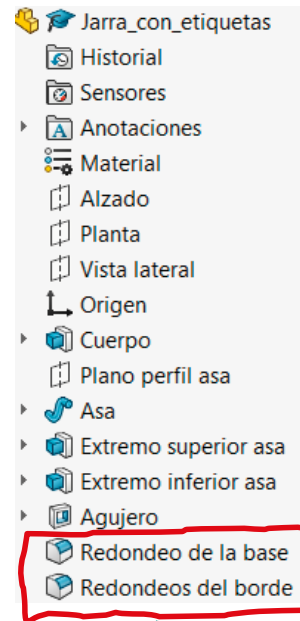 Jarra_con_etiquetas
Historial
Sensores
Anotaciones
Material
Alzado
Planta
Vista lateral
Origen
Cuerpo
Plano perfil asa
Asa
Extremo superior asa
Extremo inferior asa
Agujero
Redondeo de la base
Redondeos del borde